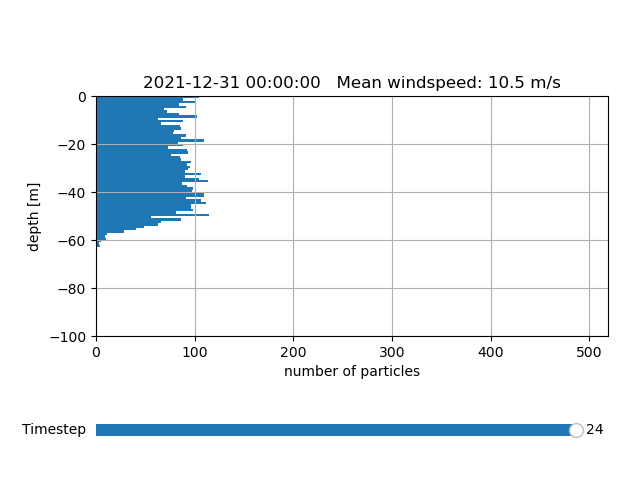 2021-12-31 00:00:00   Mean windspeed: 10.5 m/s
0
−20
−40
−60
−80
−100
depth [m]
0 100 200 300 400 500
number of particles
Timestep 24